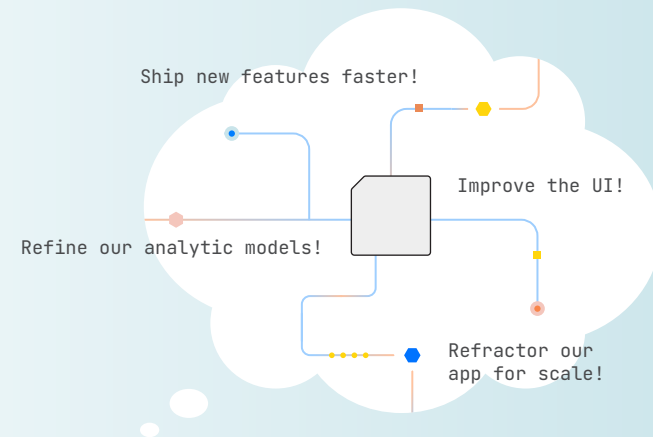 Ship new features faster!
Improve the UI!
Refine our analytic models!
Refractor our
app for scale!